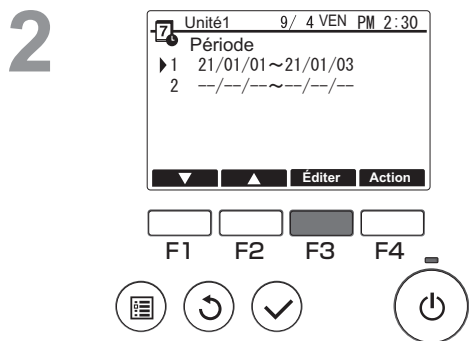 2
7 Unité1 9/ 4 VEN PM 2:30
Période
1 21/01/01～21/01/03
2 --/--/--～--/--/--
▼ ▲ Éditer Action
F1 F2 F3 F4